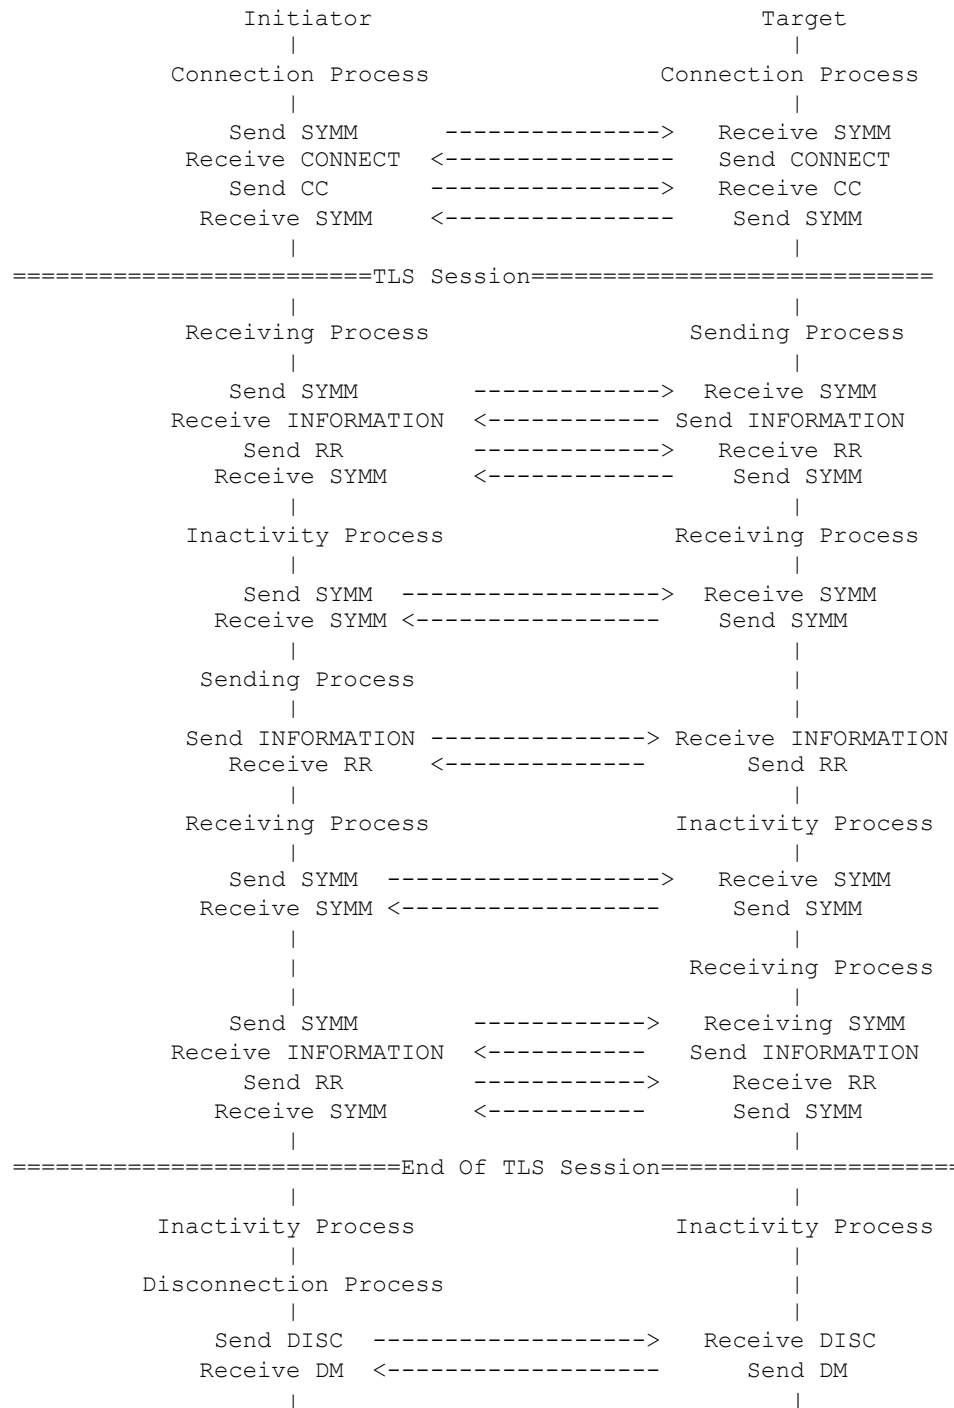 Initiator Target
| |
Connection Process Connection Process
| |
Send SYMM ---------------> Receive SYMM
Receive CONNECT <---------------- Send CONNECT
Send CC ----------------> Receive CC
Receive SYMM <---------------- Send SYMM
| |
=========================TLS Session============================
| |
Receiving Process Sending Process
| |
Send SYMM -------------> Receive SYMM
Receive INFORMATION <------------ Send INFORMATION
Send RR -------------> Receive RR
Receive SYMM <------------- Send SYMM
| |
Inactivity Process Receiving Process
| |
Send SYMM ------------------> Receive SYMM
Receive SYMM <----------------- Send SYMM
| |
Sending Process |
| |
Send INFORMATION ---------------> Receive INFORMATION
Receive RR <-------------- Send RR
| |
Receiving Process Inactivity Process
| |
Send SYMM -------------------> Receive SYMM
Receive SYMM <------------------ Send SYMM
| |
| Receiving Process
| |
Send SYMM ------------> Receiving SYMM
Receive INFORMATION <----------- Send INFORMATION
Send RR ------------> Receive RR
Receive SYMM <----------- Send SYMM
| |
===========================End Of TLS Session=====================
| |
Inactivity Process Inactivity Process
| |
Disconnection Process |
| |
Send DISC -------------------> Receive DISC
Receive DM <------------------- Send DM
| |